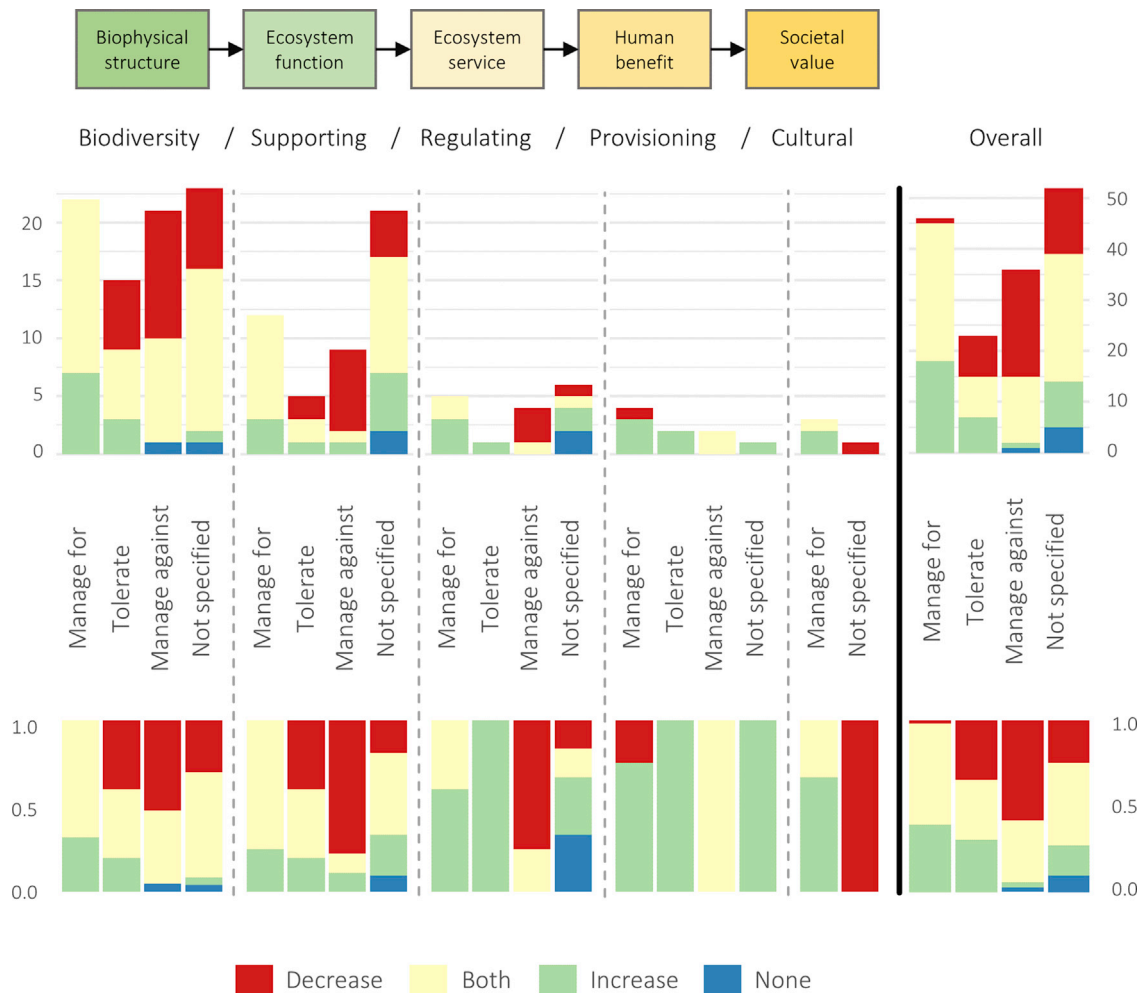 Biophysical structure
Ecosystem function
Ecosystem service
Human benefit
Societal value
Biodiversity / Supporting / Regulating / Provisioning / Cultural
Overall
20
15
10
5
0
50
40
30
20
10
0
Manage for
Tolerate
Manage against
Not specified
Manage for
Tolerate
Manage against
Not specified
Manage for
Tolerate
Manage against
Not specified
Manage for
Tolerate
Manage against
Not specified
Manage for
Not specified
Manage for
Tolerate
Manage against
Not specified
1.0
0.5
0.0
1.0
0.5
0.0
Decrease
Both
Increase
None